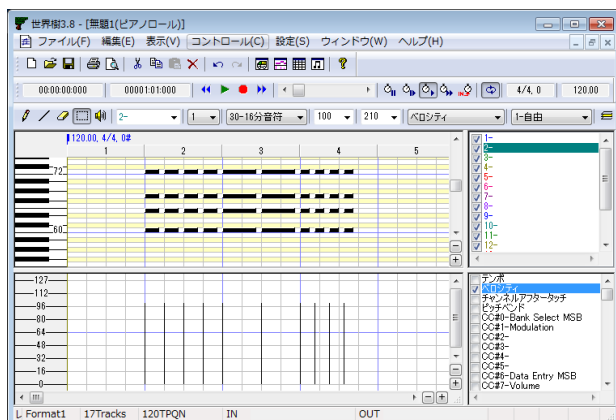 世界樹3.8 - [無題1(ピアノロール)]
ファイル(F) 編集(E) 表示(V) コントロール(C) 設定(S) ウィンドウ(W) ヘルプ(H)
00:00:00:000 00001:01:000 4/4, 0 120.00
2- 1 30-16分音符 100 210 ベロシティ 1-自由
120.00, 4/4, 0#
1 2 3 4 5
72
60
1-
2-
3-
4-
5-
6-
7-
8-
9-
10-
11-
12-
127
112
96
80
64
48
32
16
0
テンポ
ベロシティ
チャンネルアフタータッチ
ピッチベンド
CC#0-Bank Select MSB
CC#1-Modulation
CC#2-
CC#3-
CC#4-
CC#5-
CC#6-Data Entry MSB
CC#7-Volume
Format1 17Tracks 120TPQN IN OUT